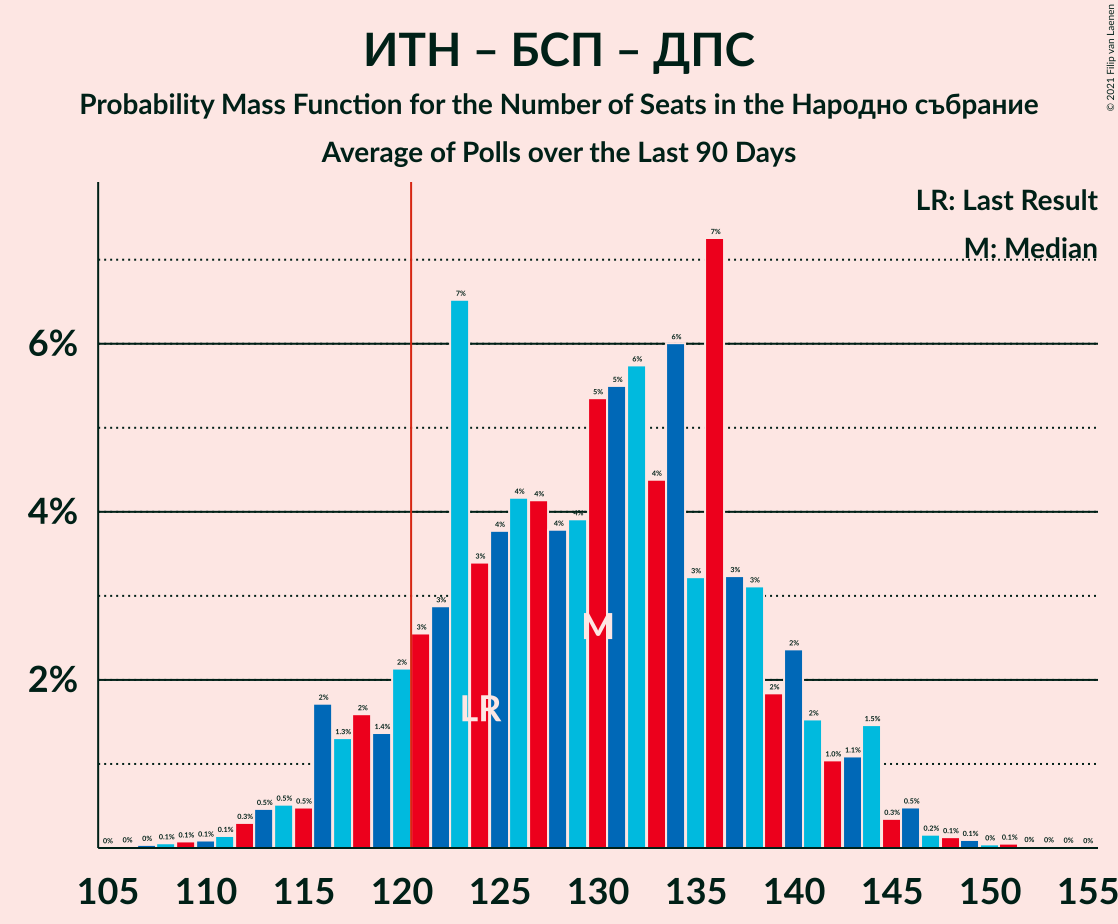 ИТН – БСП – ДПС
Probability Mass Function for the Number of Seats in the Народно събрание
Average of Polls over the Last 90 Days
© 2021 Filip van Laenen
LR: Last Result
M: Median
6%
4%
2%
0% 0% 0% 0.1% 0.1% 0.1% 0.1% 0.3% 0.5% 0.5% 0.5% 2% 1.3% 2% 1.4% 2% 3% 3% 7% 3% 4% 4% 4% 4% 4% 5% 5% 6% 4% 6% 3% 7% 3% 3% 2% 2% 2% 1.0% 1.1% 1.5% 0.3% 0.5% 0.2% 0.1% 0.1% 0% 0.1% 0% 0% 0% 0%
M
LR
105 110 115 120 125 130 135 140 145 150 155